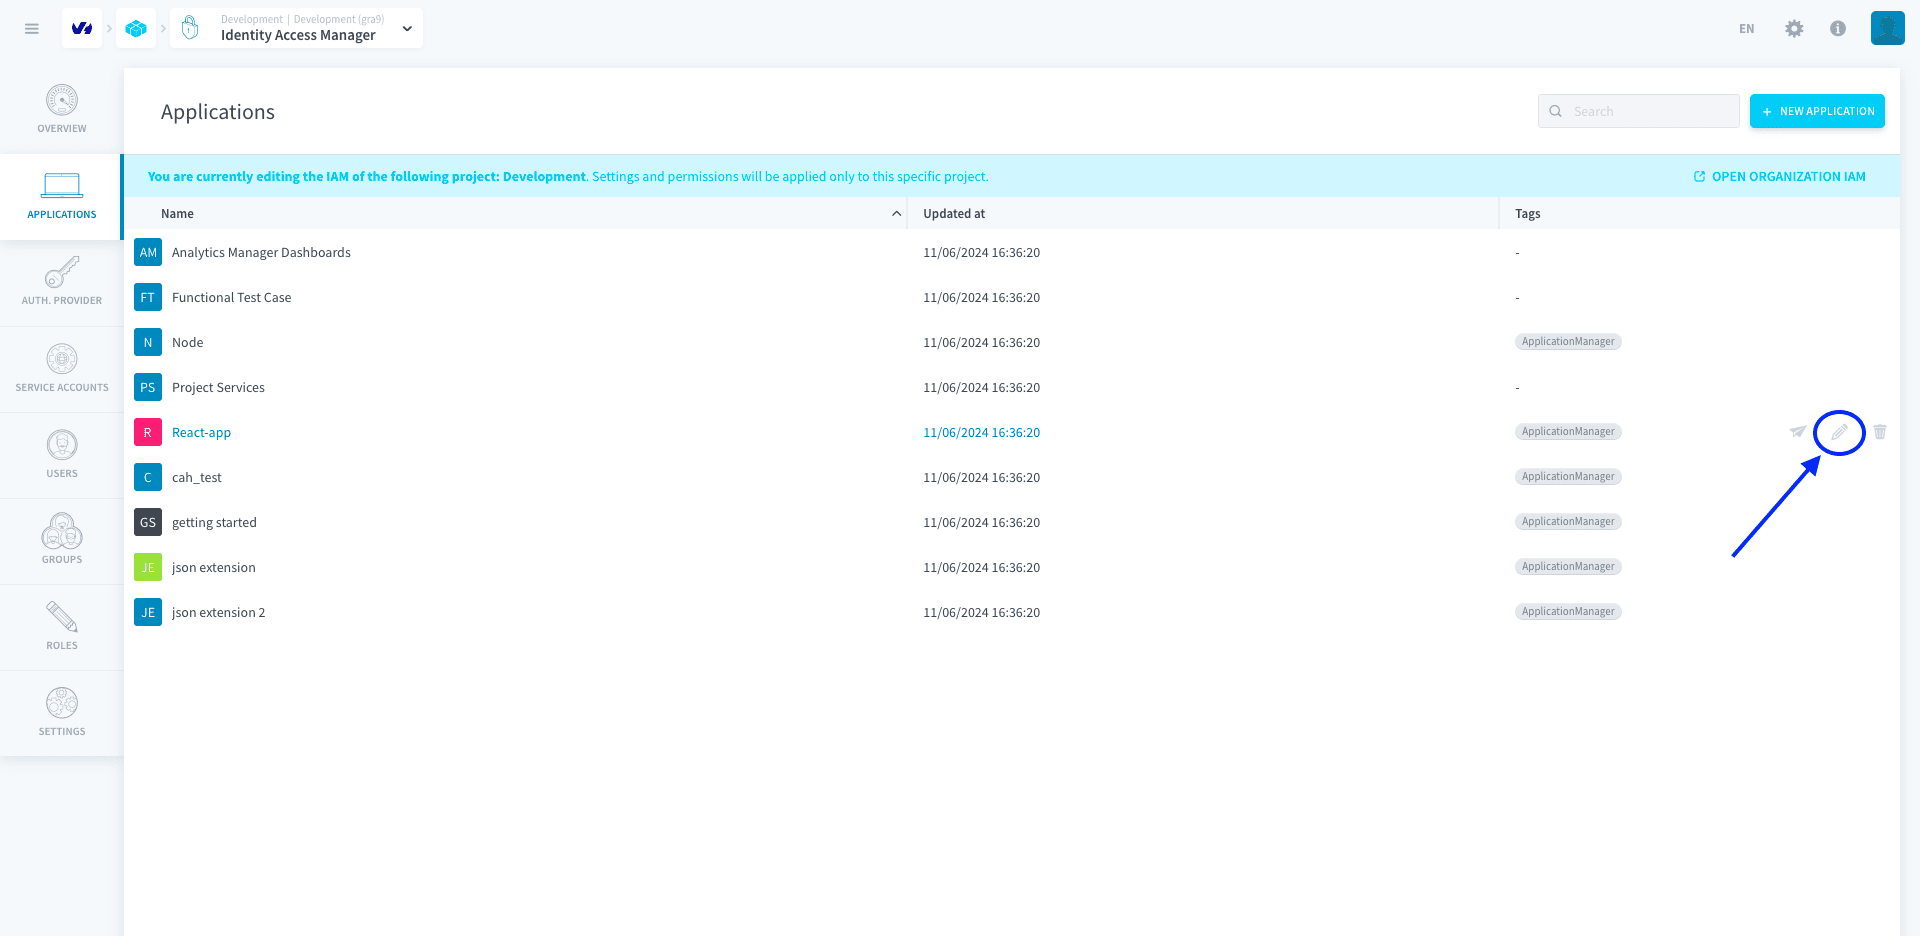 Development | Development (gra9)
Identity Access Manager
EN
OVERVIEW
APPLICATIONS
AUTH. PROVIDER
SERVICE ACCOUNTS
USERS
GROUPS
ROLES
SETTINGS
Applications
Search
+ NEW APPLICATION
You are currently editing the IAM of the following project: Development. Settings and permissions will be applied only to this specific project.
OPEN ORGANIZATION IAM
Name Updated at Tags
AM Analytics Manager Dashboards 11/06/2024 16:36:20 -
FT Functional Test Case 11/06/2024 16:36:20 -
N Node 11/06/2024 16:36:20 ApplicationManager
PS Project Services 11/06/2024 16:36:20 -
R React-app 11/06/2024 16:36:20 ApplicationManager
C cah_test 11/06/2024 16:36:20 ApplicationManager
GS getting started 11/06/2024 16:36:20 ApplicationManager
JE json extension 11/06/2024 16:36:20 ApplicationManager
JE json extension 2 11/06/2024 16:36:20 ApplicationManager